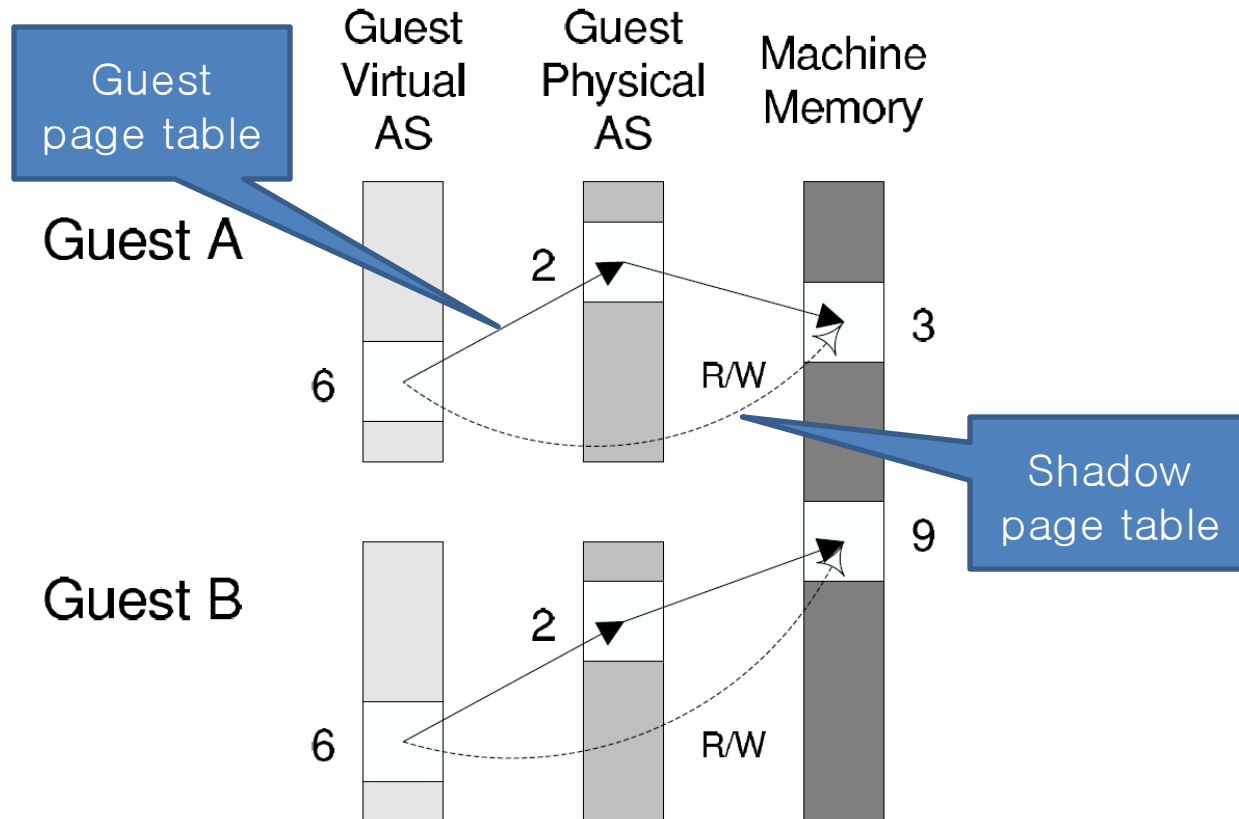 Guest
page table
Guest
Virtual
AS
Guest
Physical
AS
Machine
Memory
Guest A
2
3
6
R/W
Shadow
page table
9
Guest B
2
6
R/W